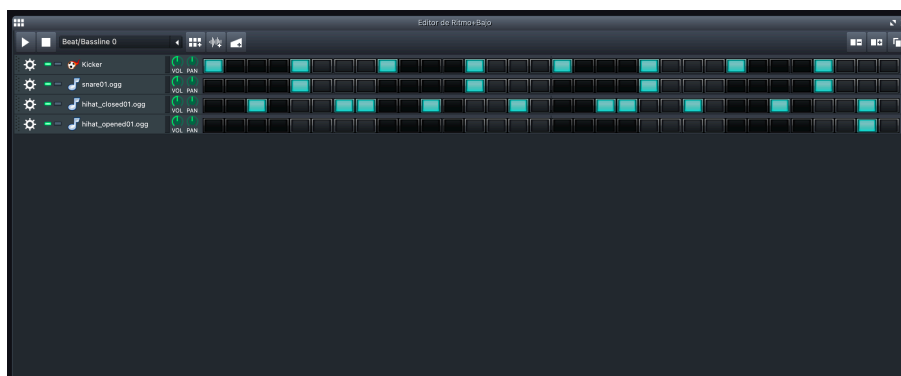 Editor de Ritmo+Bajo
Beat/Bassline 0
Kicker
VOL PAN
snare01.ogg
VOL PAN
hihat_closed01.ogg
VOL PAN
hihat_opened01.ogg
VOL PAN